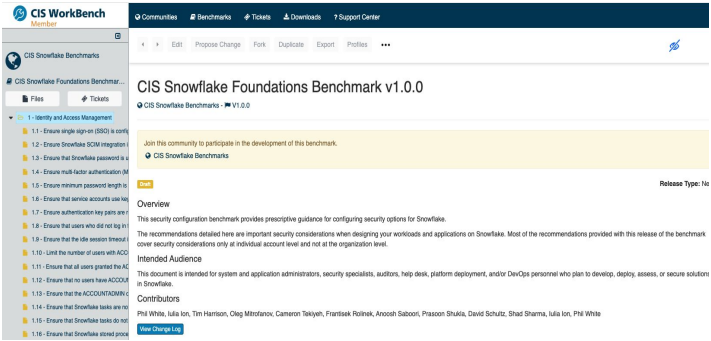 CIS WorkBench
Member
Communities Benchmarks Tickets Downloads ? Support Center
CIS Snowflake Benchmarks
CIS Snowflake Foundations Benchmar...
Files Tickets
1 - Identity and Access Management
1.1 - Ensure single sign-on (SSO) is config
1.2 - Ensure Snowflake SCIM integration i
1.3 - Ensure that Snowflake password is u
1.4 - Ensure multi-factor authentication (M
1.5 - Ensure minimum password length is
1.6 - Ensure that service accounts use key
1.7 - Ensure authentication key pairs are r
1.8 - Ensure that users who did not log in f
1.9 - Ensure that the idle session timeout i
1.10 - Limit the number of users with ACCO
1.11 - Ensure that all users granted the AC
1.12 - Ensure that no users have ACCOUN
1.13 - Ensure that the ACCOUNTADMIN o
1.14 - Ensure that Snowflake tasks are no
1.15 - Ensure that Snowflake tasks do not
1.16 - Ensure that Snowflake stored proce
Edit Propose Change Fork Duplicate Export Profiles •••
CIS Snowflake Foundations Benchmark v1.0.0
CIS Snowflake Benchmarks - V1.0.0
Join this community to participate in the development of this benchmark.
CIS Snowflake Benchmarks
Draft
Release Type: Ne
Overview
This security configuration benchmark provides prescriptive guidance for configuring security options for Snowflake.
The recommendations detailed here are important security considerations when designing your workloads and applications on Snowflake. Most of the recommendations provided with this release of the benchmark
cover security considerations only at individual account level and not at the organization level.
Intended Audience
This document is intended for system and application administrators, security specialists, auditors, help desk, platform deployment, and/or DevOps personnel who plan to develop, deploy, assess, or secure solutions
in Snowflake.
Contributors
Phil White, Iulia Ion, Tim Harrison, Oleg Mitrofanov, Cameron Tekiyeh, Frantisek Rolinek, Anoosh Saboori, Prasoon Shukla, David Schultz, Shad Sharma, Iulia Ion, Phil White
View Change Log